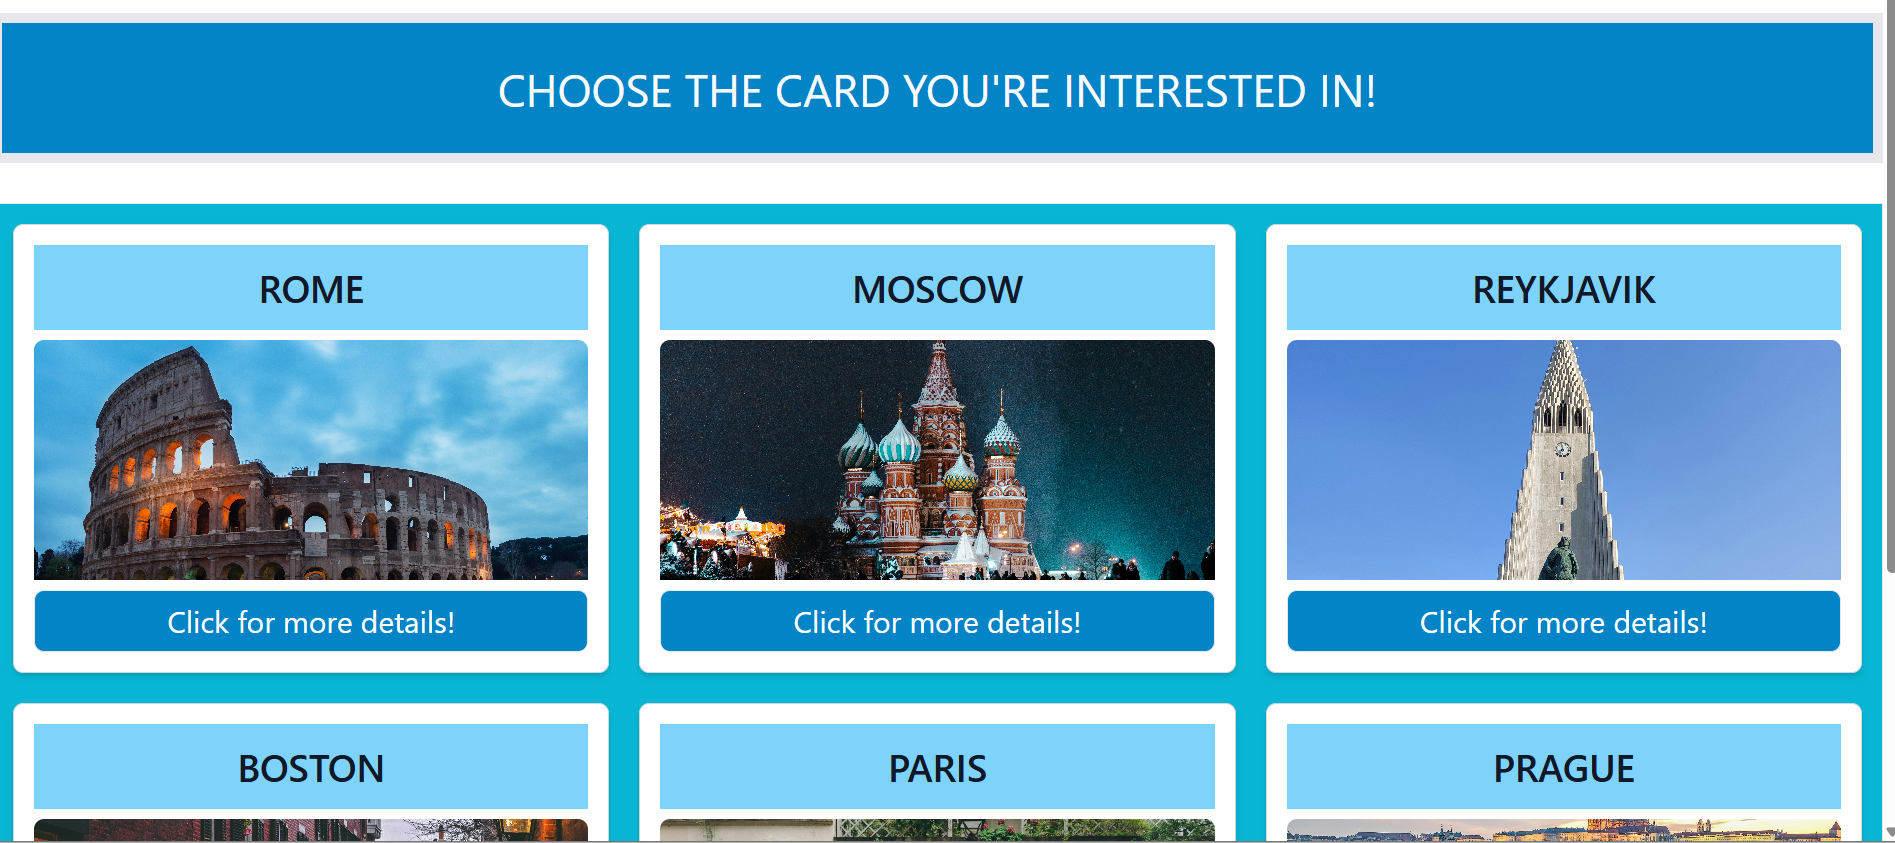 CHOOSE THE CARD YOU'RE INTERESTED IN!
ROME
MOSCOW
REYKJAVIK
Click for more details!
Click for more details!
Click for more details!
BOSTON
PARIS
PRAGUE